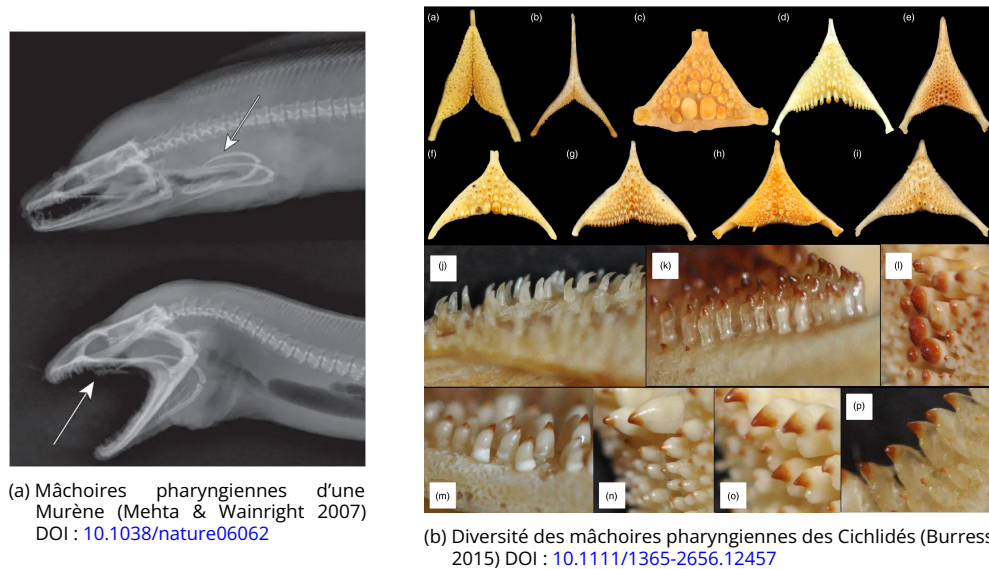 (a) (b) (c) (d) (e)
(f) (g) (h) (i)
(j) (k) (l)
(m) (n) (o) (p)
(a) Mâchoires pharyngiennes d'une
Murène (Mehta & Wainright 2007)
DOI : 10.1038/nature06062
(b) Diversité des mâchoires pharyngiennes des Cichlidés (Burress
2015) DOI : 10.1111/1365-2656.12457